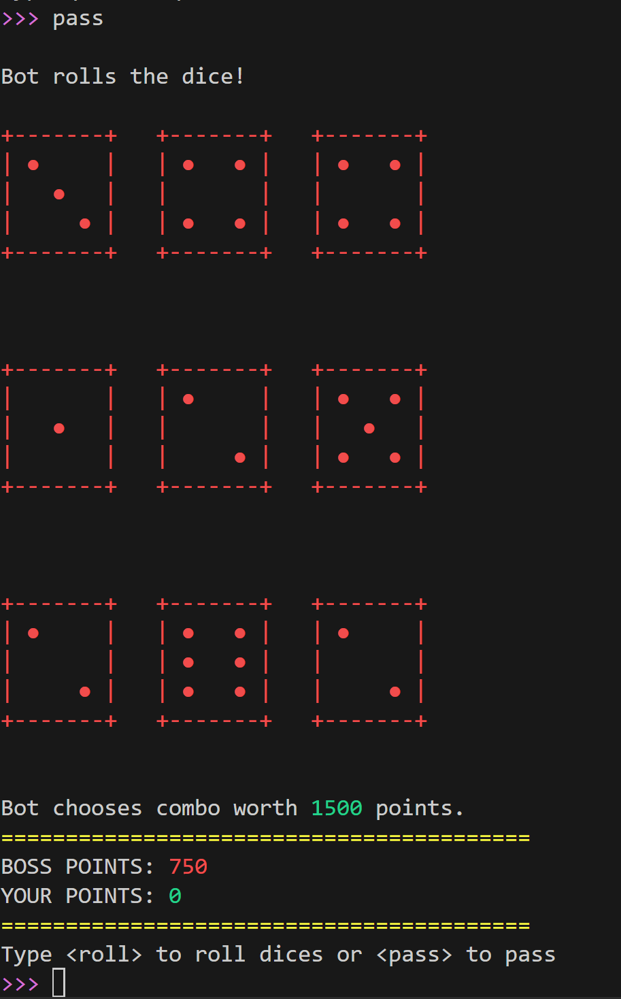 >>> pass
Bot rolls the dice!
+-------+   +-------+   +-------+
| ●     |   | ●   ● |   | ●   ● |
|   ●   |   |       |   |       |
|     ● |   | ●   ● |   | ●   ● |
+-------+   +-------+   +-------+
+-------+   +-------+   +-------+
|       |   | ●     |   | ●   ● |
|   ●   |   |       |   |   ●   |
|       |   |     ● |   | ●   ● |
+-------+   +-------+   +-------+
+-------+   +-------+   +-------+
| ●     |   | ●   ● |   | ●     |
|       |   | ●   ● |   |       |
|     ● |   | ●   ● |   |     ● |
+-------+   +-------+   +-------+
Bot chooses combo worth 1500 points.
=========================================
BOSS POINTS: 750
YOUR POINTS: 0
=========================================
Type <roll> to roll dices or <pass> to pass
>>>